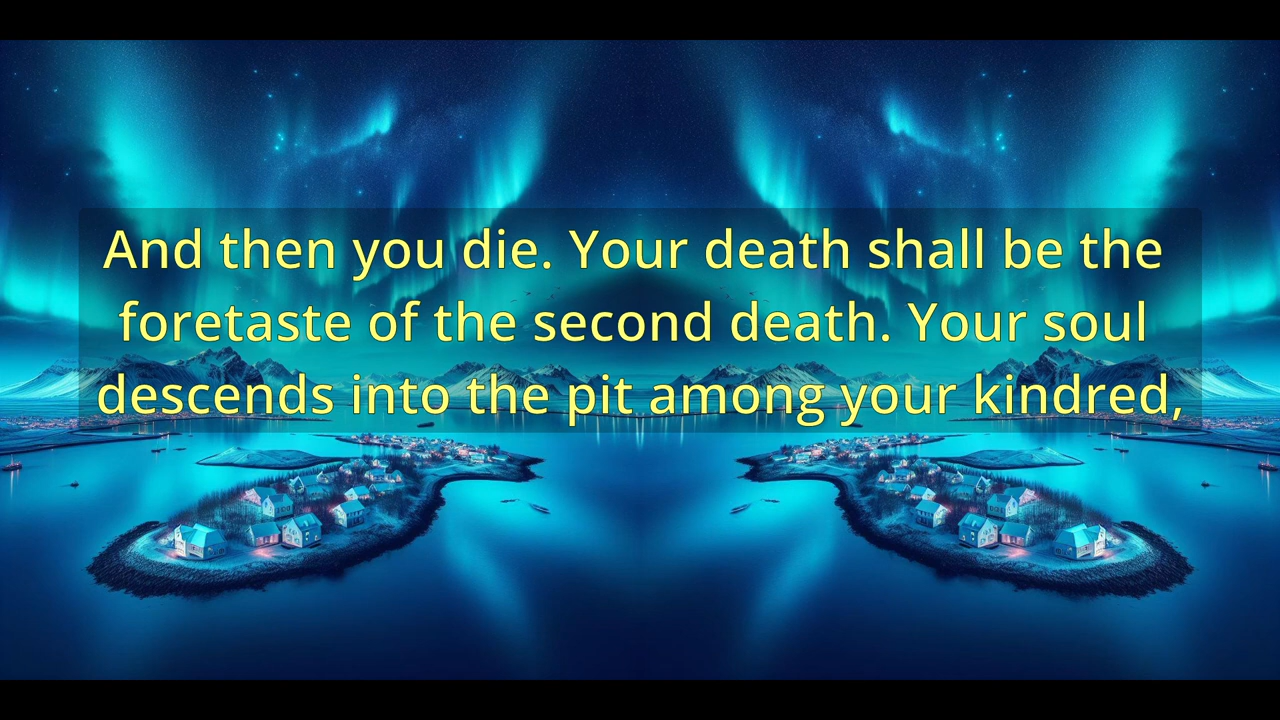 And then you die. Your death shall be the
foretaste of the second death. Your soul
descends into the pit among your kindred,